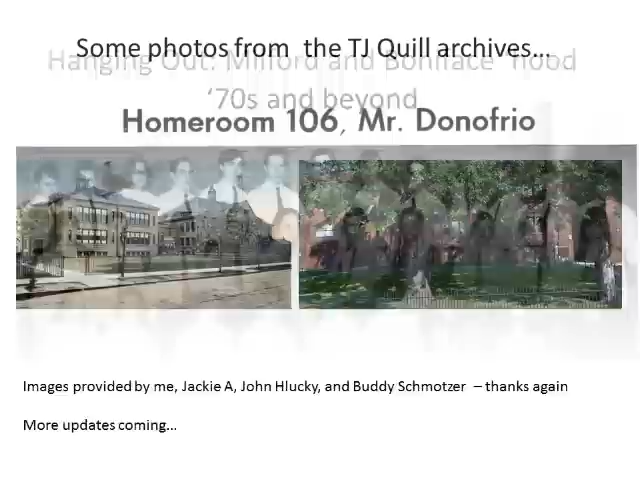 Some photos from the TJ Quill archives...
Hanging Out: Milford and Boniface 'hood
'70s and beyond
Homeroom 106, Mr. Donofrio
Images provided by me, Jackie A, John Hlucky, and Buddy Schmotzer – thanks again
More updates coming...